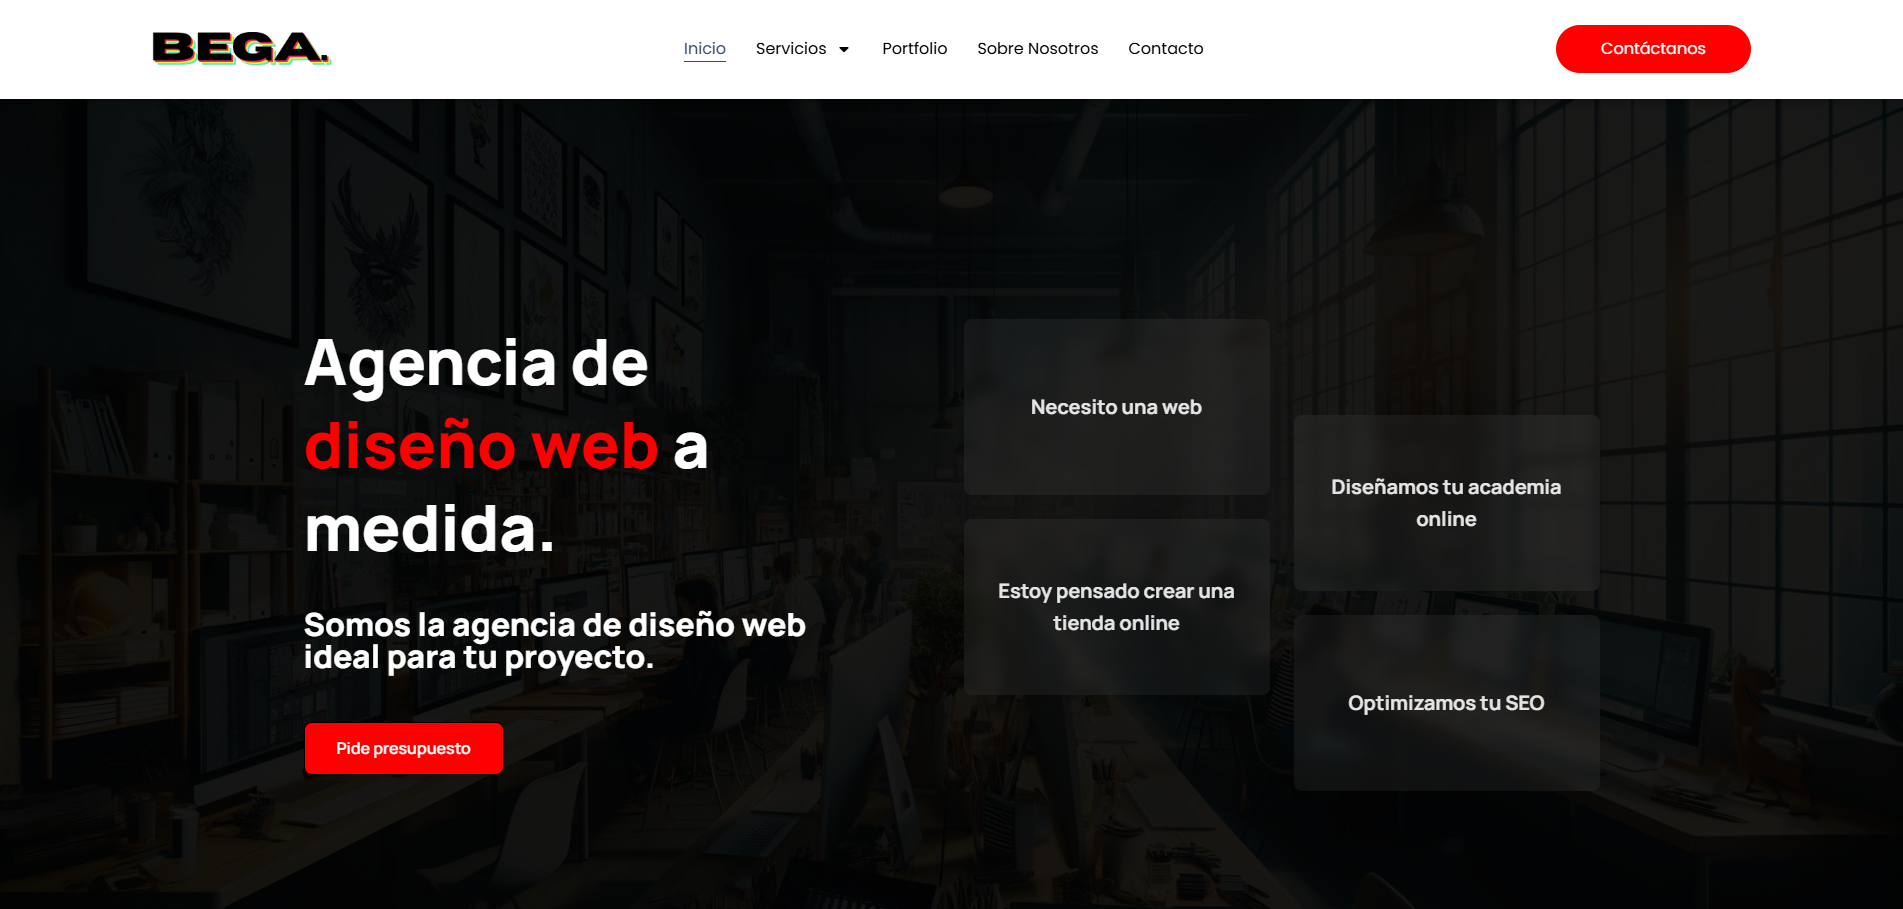 BEGA.
Inicio
Servicios
Portfolio
Sobre Nosotros
Contacto
Contáctanos
Agencia de
diseño web a
medida.
Somos la agencia de diseño web
ideal para tu proyecto.
Pide presupuesto
Necesito una web
Estoy pensado crear una
tienda online
Diseñamos tu academia
online
Optimizamos tu SEO